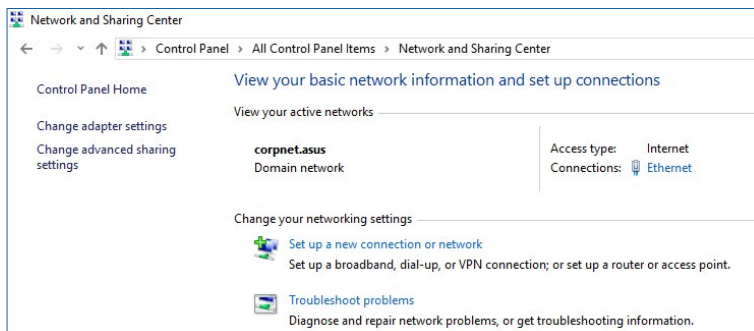 Network and Sharing Center
Control Panel > All Control Panel Items > Network and Sharing Center
Control Panel Home
Change adapter settings
Change advanced sharing
settings
View your basic network information and set up connections
View your active networks
corpnet.asus
Domain network
Access type: Internet
Connections: Ethernet
Change your networking settings
Set up a new connection or network
Set up a broadband, dial-up, or VPN connection; or set up a router or access point.
Troubleshoot problems
Diagnose and repair network problems, or get troubleshooting information.